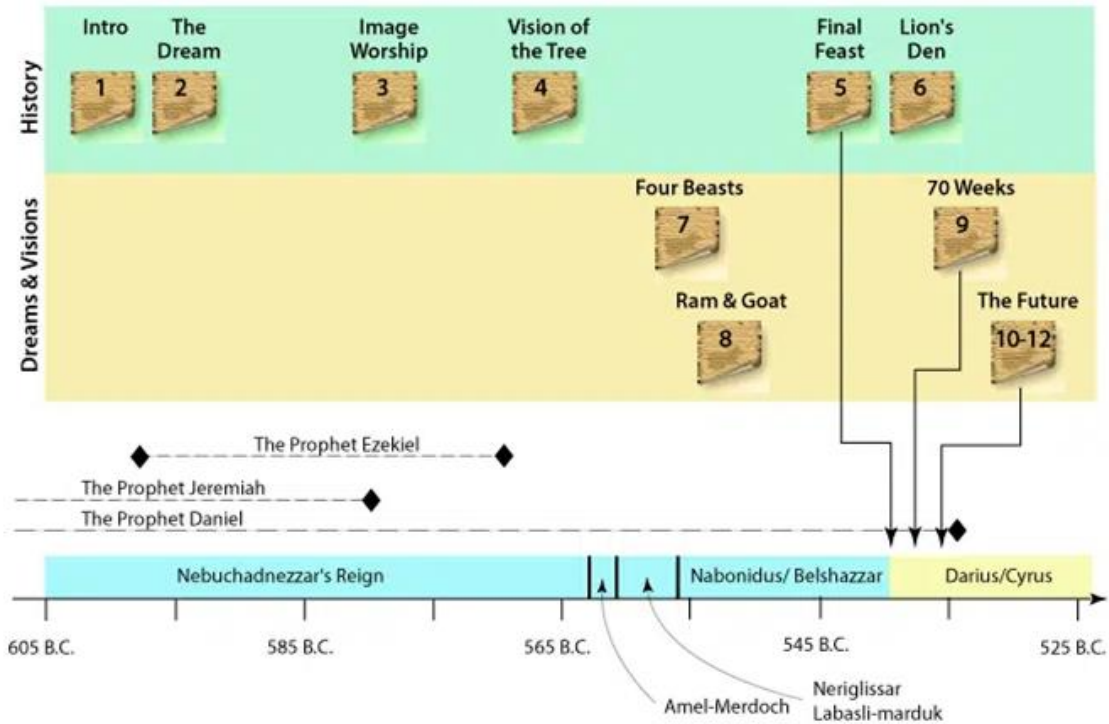 History
Intro
The
Dream
Image
Worship
Vision of
the Tree
Final
Feast
Lion's
Den
1
2
3
4
5
6
Dreams & Visions
Four Beasts
70 Weeks
7
9
Ram & Goat
The Future
8
10-12
The Prophet Ezekiel
The Prophet Jeremiah
The Prophet Daniel
Nebuchadnezzar's Reign
Nabonidus/ Belshazzar
Darius/Cyrus
605 B.C.
585 B.C.
565 B.C.
545 B.C.
525 B.C.
Amel-Merdoch
Neriglissar
Labasli-marduk